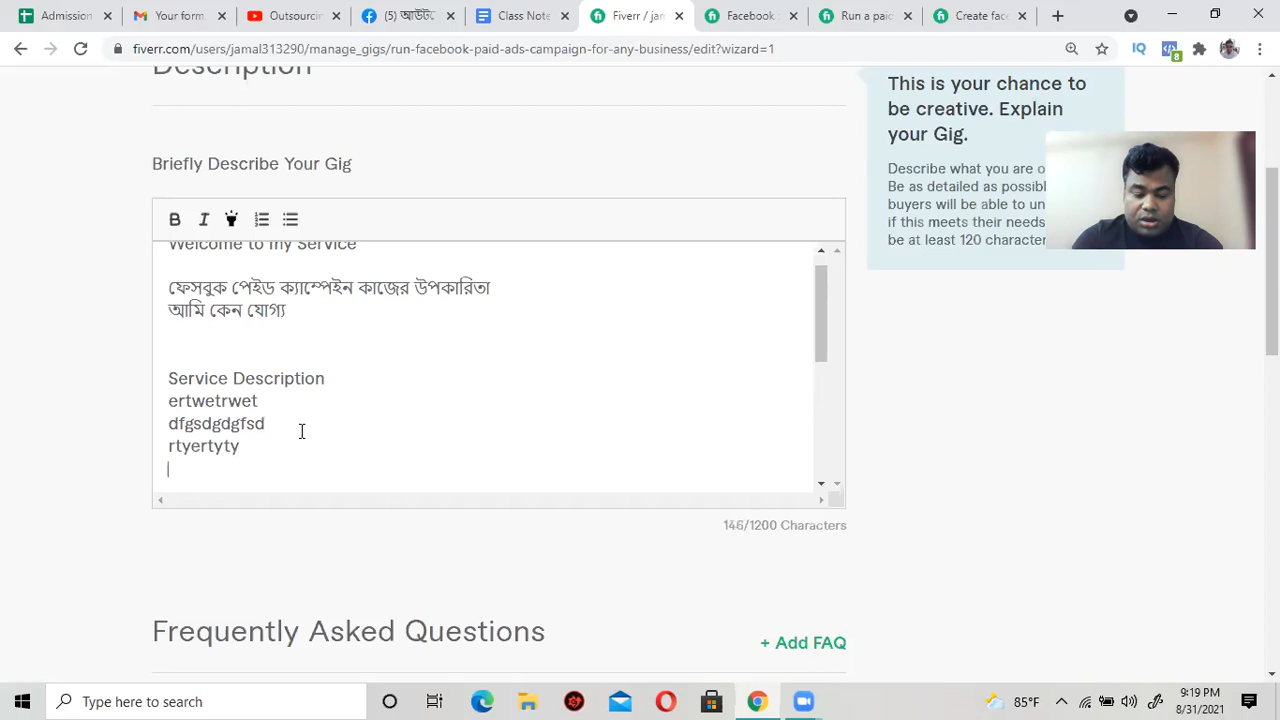 Admission
Your form
Outsourcin
(5) আউট
Class Note
Fiverr / jam
Facebook
Run a paid
Create face
fiverr.com/users/jamal313290/manage_gigs/run-facebook-paid-ads-campaign-for-any-business/edit?wizard=1
IQ
8
Description
This is your chance to
be creative. Explain
your Gig.
Describe what you are o
Be as detailed as possib
buyers will be able to un
if this meets their needs
be at least 120 character
Briefly Describe Your Gig
B I
Welcome to my Service
ফেসবুক পেইড ক্যাম্পেইন কাজের উপকারিতা
আমি কেন যোগ্য
Service Description
ertwetrwet
dfgsdgdgfsd
rtyertyty
146/1200 Characters
Frequently Asked Questions
+ Add FAQ
Type here to search
85°F
9:19 PM
8/31/2021